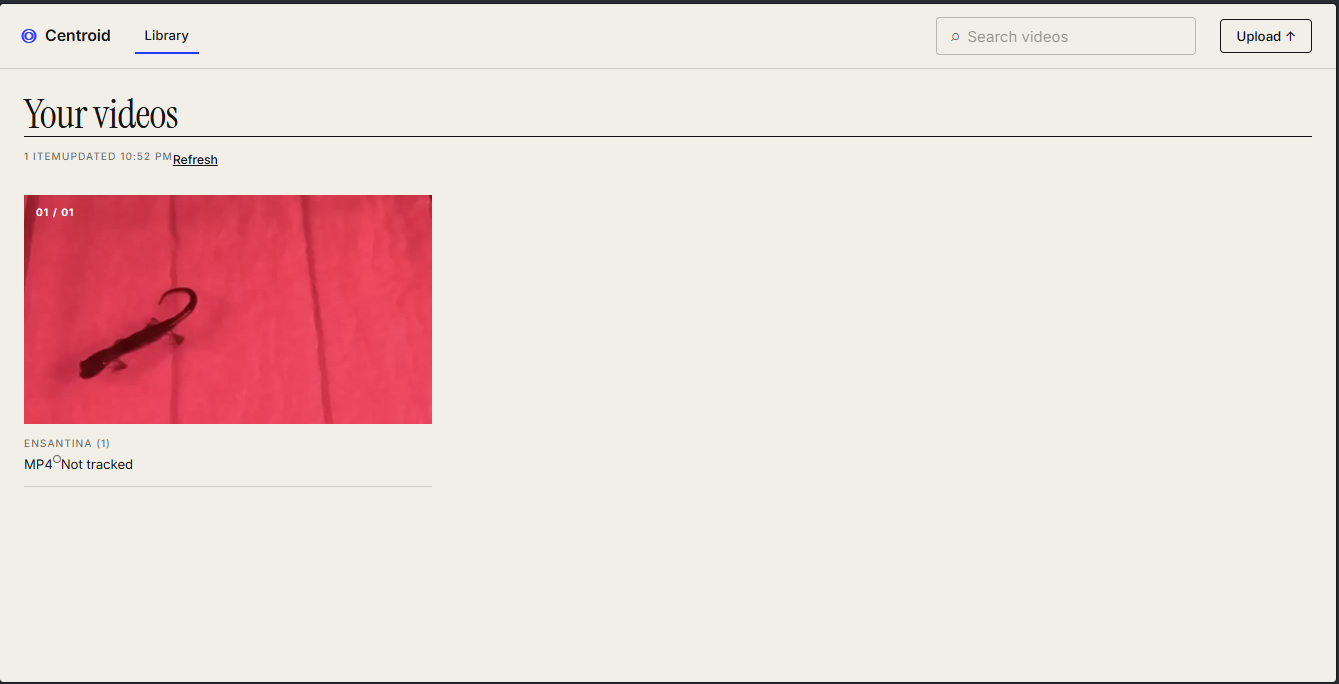 Centroid Library Search videos Upload ↑
Your videos
1 ITEMUPDATED 10:52 PMRefresh
01 / 01
ENSANTINA (1)
MP4Not tracked